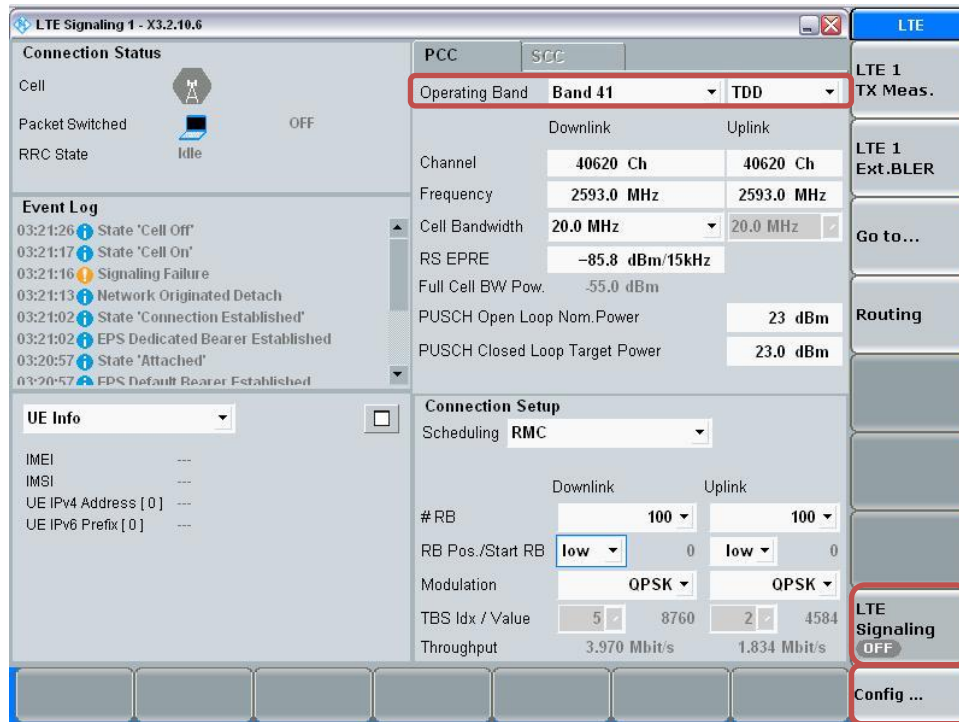 LTE Signaling 1 - X3.2.10.6
Connection Status
Cell
Packet Switched OFF
RRC State Idle
Event Log
03:21:26 State 'Cell Off'
03:21:17 State 'Cell On'
03:21:16 Signaling Failure
03:21:13 Network Originated Detach
03:21:02 State 'Connection Established'
03:21:02 EPS Dedicated Bearer Established
03:20:57 State 'Attached'
03:20:57 EPS Default Bearer Established
UE Info
IMEI ---
IMSI ---
UE IPv4 Address [ 0 ] ---
UE IPv6 Prefix [ 0 ] ---
PCC SCC
Operating Band Band 41 TDD
Downlink Uplink
Channel 40620 Ch 40620 Ch
Frequency 2593.0 MHz 2593.0 MHz
Cell Bandwidth 20.0 MHz 20.0 MHz
RS EPRE -85.8 dBm/15kHz
Full Cell BW Pow. -55.0 dBm
PUSCH Open Loop Nom.Power 23 dBm
PUSCH Closed Loop Target Power 23.0 dBm
Connection Setup
Scheduling RMC
Downlink Uplink
# RB 100 100
RB Pos./Start RB low 0 low 0
Modulation QPSK QPSK
TBS Idx / Value 5 8760 2 4584
Throughput 3.970 Mbit/s 1.834 Mbit/s
LTE
LTE 1
TX Meas.
LTE 1
Ext.BLER
Go to...
Routing
LTE
Signaling
OFF
Config ...